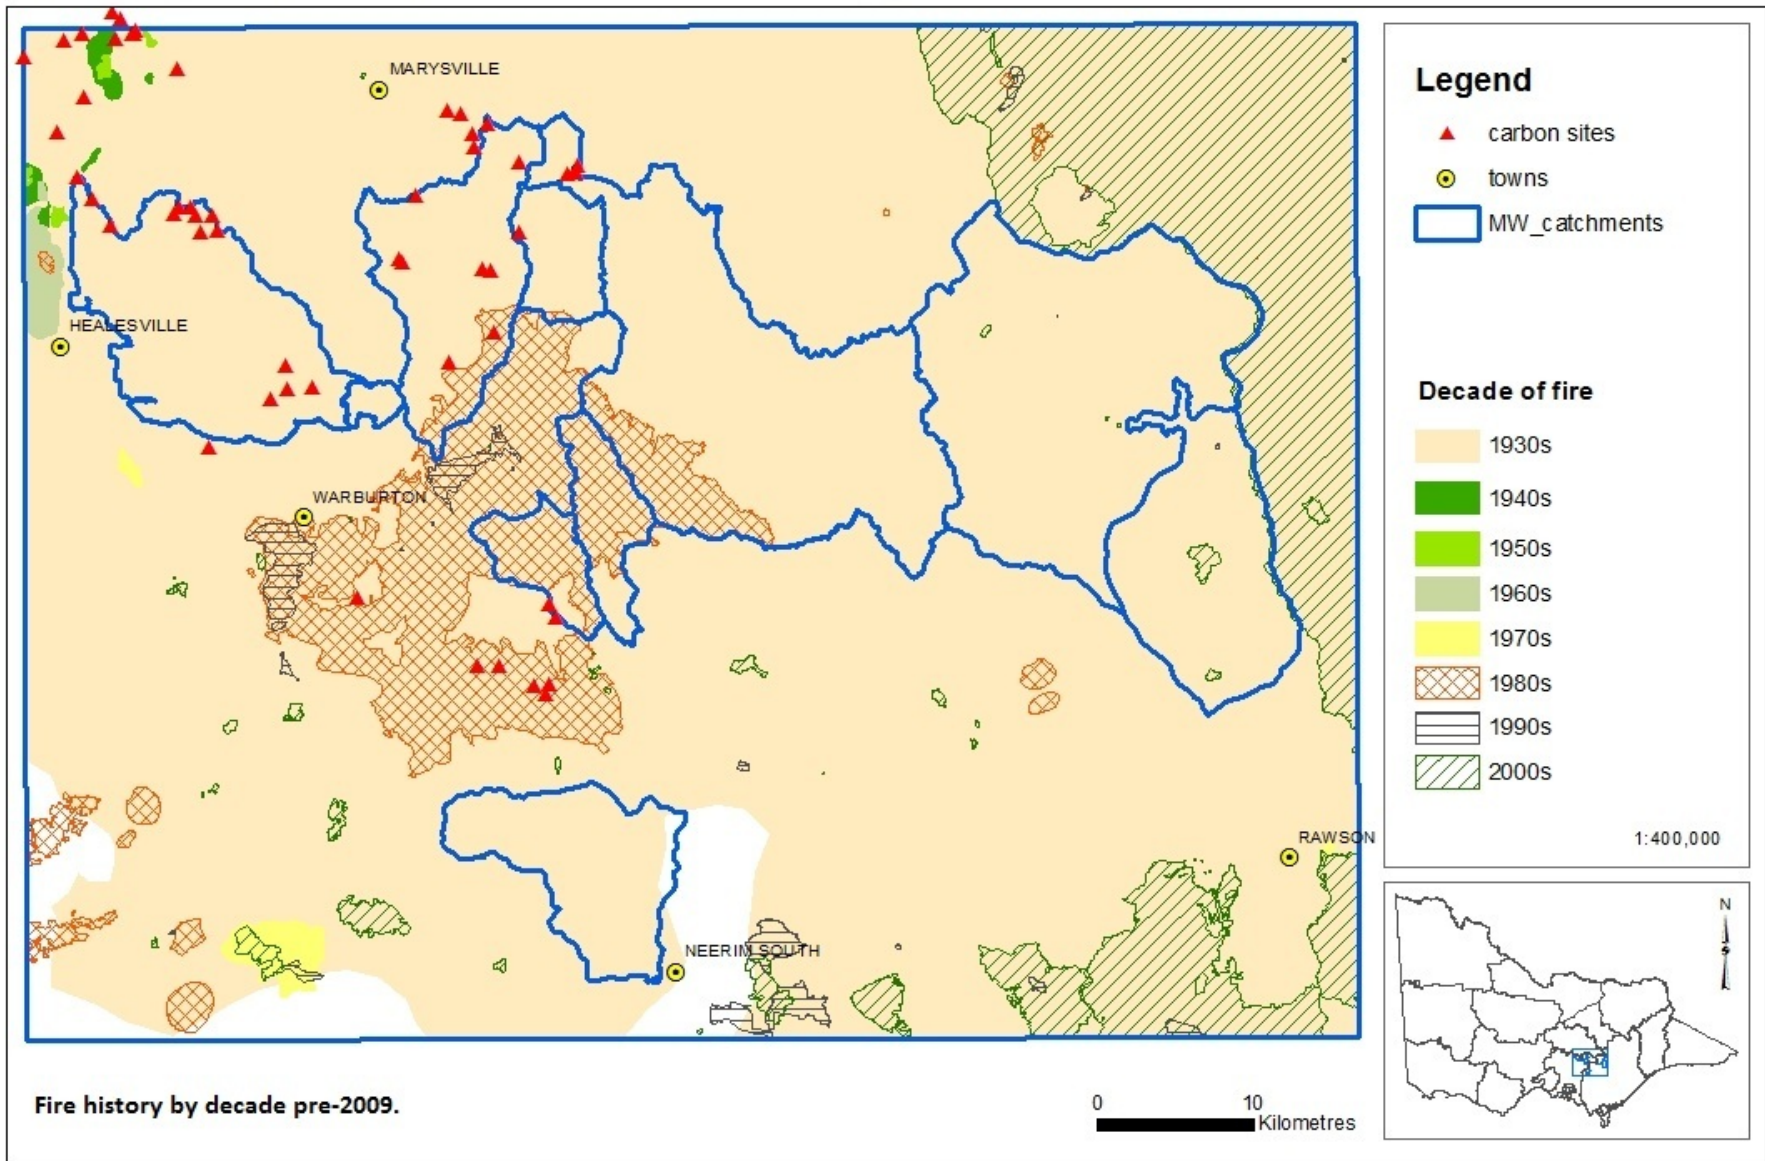 MARYSVILLE
HEALESVILLE
WARBURTON
RAWSON
NEERIM SOUTH
Fire history by decade pre-2009.
0 10
Kilometres
Legend
carbon sites
towns
MW_catchments
Decade of fire
1930s
1940s
1950s
1960s
1970s
1980s
1990s
2000s
1:400,000
N
S